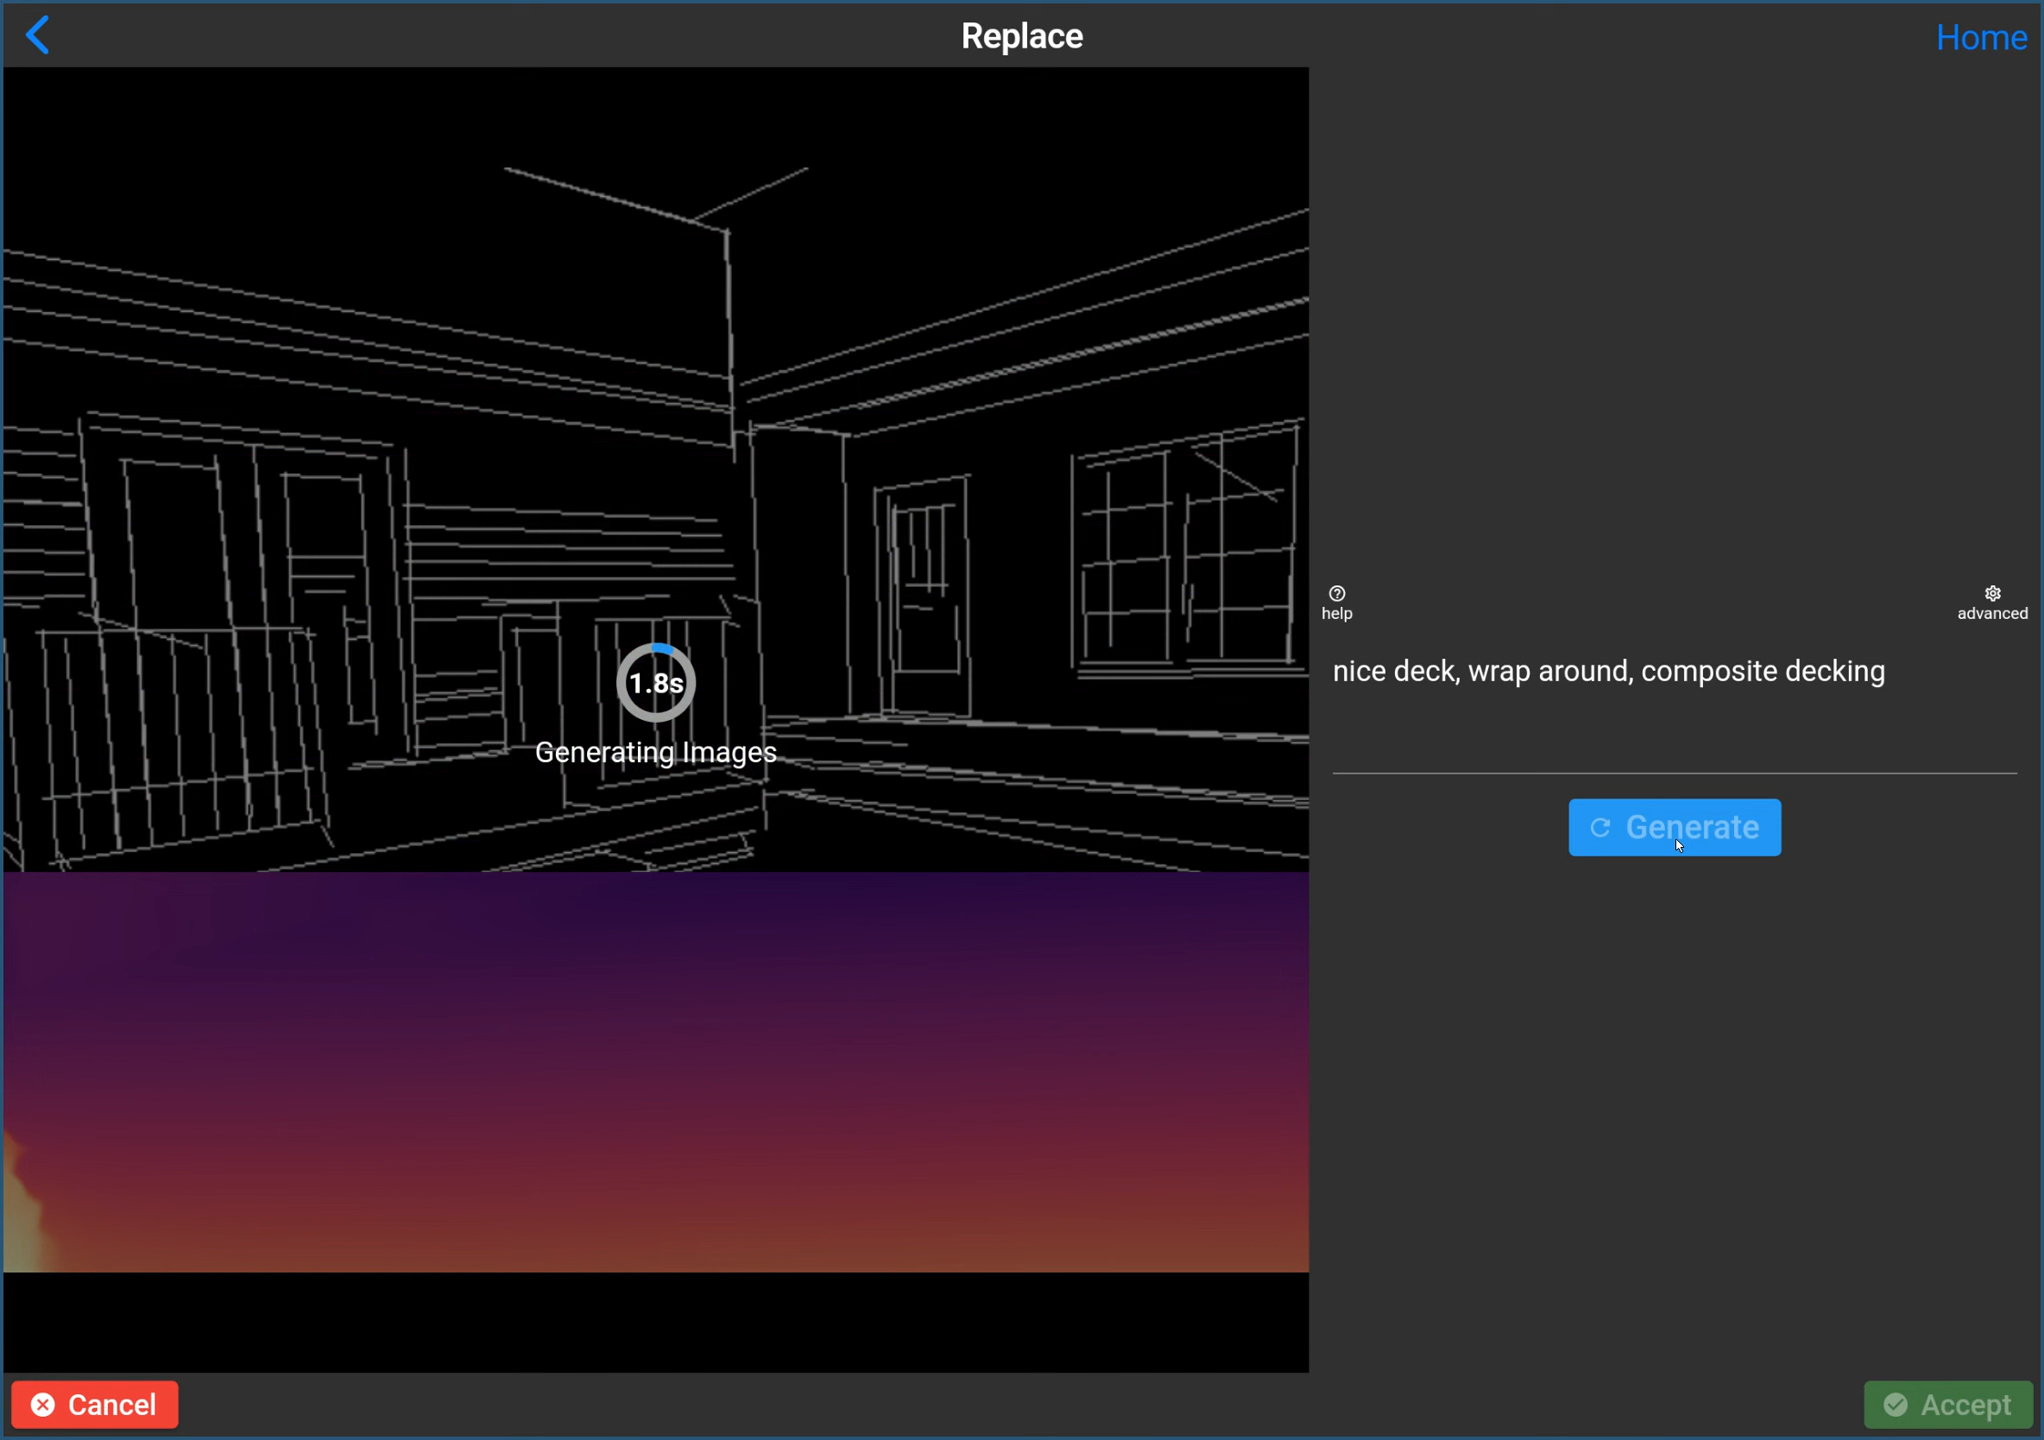 Replace
Home
help
advanced
nice deck, wrap around, composite decking
1.8s
Generating Images
Generate
Cancel
Accept